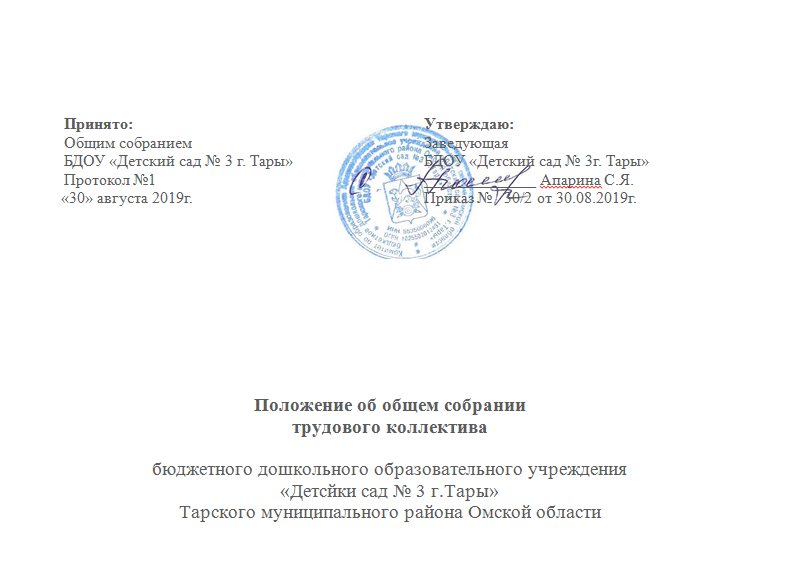 Принято:
Общим собранием
БДОУ «Детский сад № 3 г. Тары»
Протокол №1
«30» августа 2019г.
Утверждаю:
Заведующая
БДОУ «Детский сад № 3г. Тары»
Апарина С.Я.
Приказ № 30/2 от 30.08.2019г.
Положение об общем собрании
трудового коллектива
бюджетного дошкольного образовательного учреждения
«Детсйки сад № 3 г.Тары»
Тарского муниципального района Омской области